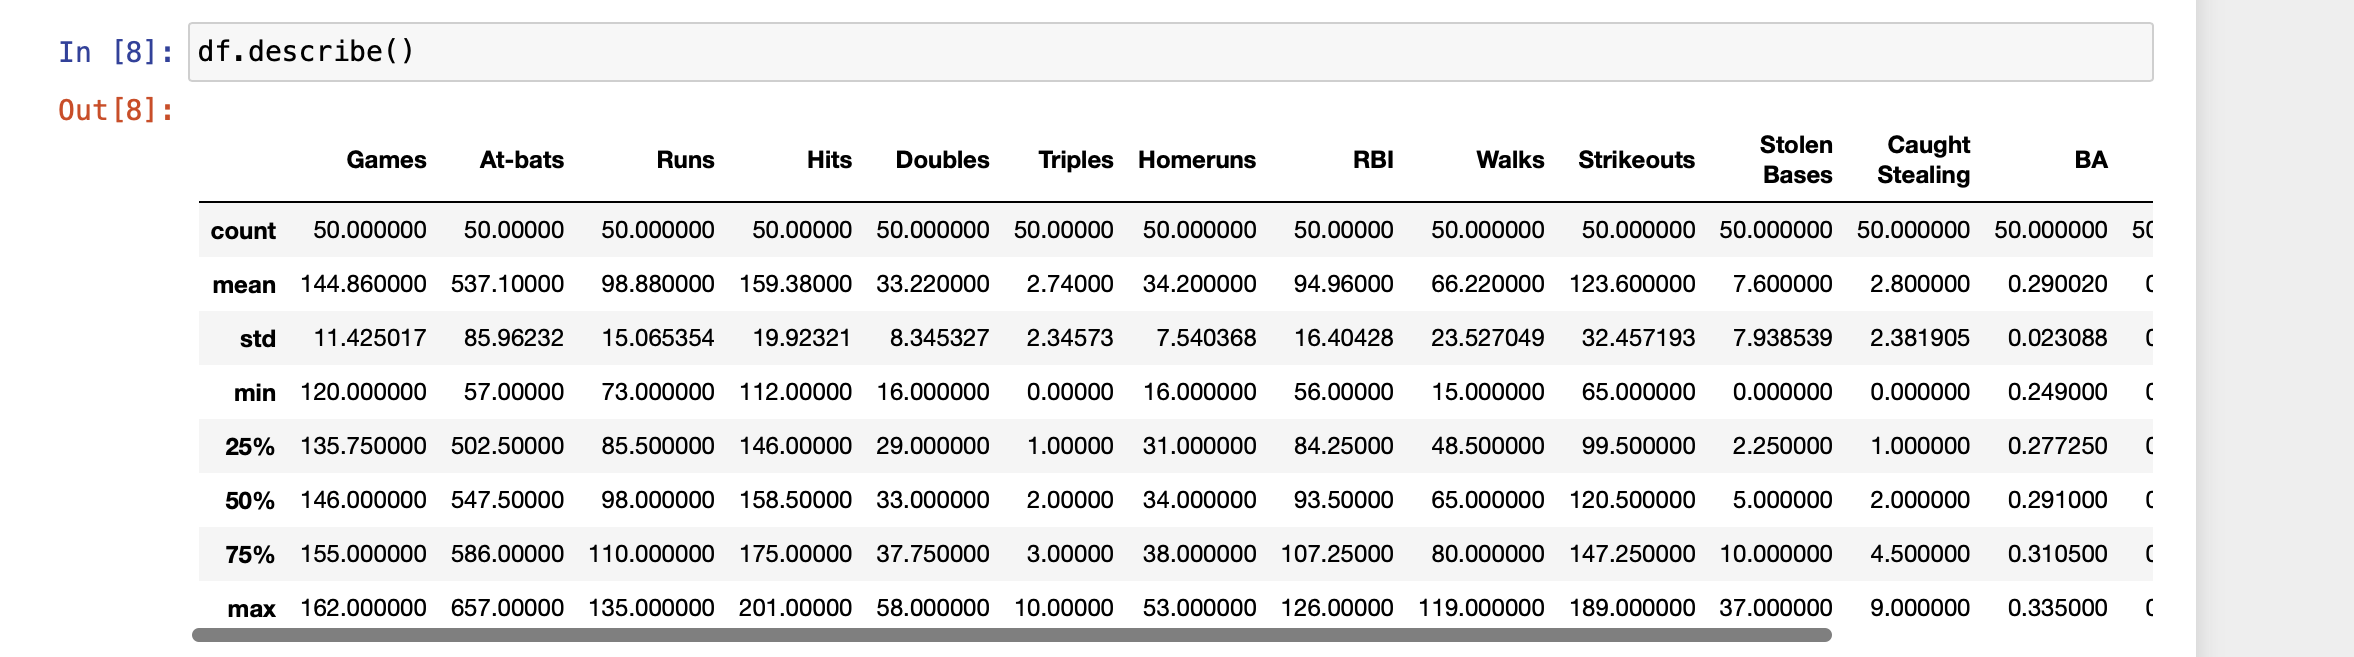 In [8]: df.describe()
Out[8]:
Games At-bats Runs Hits Doubles Triples Homeruns RBI Walks Strikeouts Stolen Bases Caught Stealing BA
count 50.000000 50.00000 50.000000 50.00000 50.000000 50.00000 50.000000 50.00000 50.000000 50.000000 50.000000 50.000000 50.000000 50
mean 144.860000 537.10000 98.880000 159.38000 33.220000 2.74000 34.200000 94.96000 66.220000 123.600000 7.600000 2.800000 0.290020
std 11.425017 85.96232 15.065354 19.92321 8.345327 2.34573 7.540368 16.40428 23.527049 32.457193 7.938539 2.381905 0.023088
min 120.000000 57.00000 73.000000 112.00000 16.000000 0.00000 16.000000 56.00000 15.000000 65.000000 0.000000 0.000000 0.249000
25% 135.750000 502.50000 85.500000 146.00000 29.000000 1.00000 31.000000 84.25000 48.500000 99.500000 2.250000 1.000000 0.277250
50% 146.000000 547.50000 98.000000 158.50000 33.000000 2.00000 34.000000 93.50000 65.000000 120.500000 5.000000 2.000000 0.291000
75% 155.000000 586.00000 110.000000 175.00000 37.750000 3.00000 38.000000 107.25000 80.000000 147.250000 10.000000 4.500000 0.310500
max 162.000000 657.00000 135.000000 201.00000 58.000000 10.00000 53.000000 126.00000 119.000000 189.000000 37.000000 9.000000 0.335000